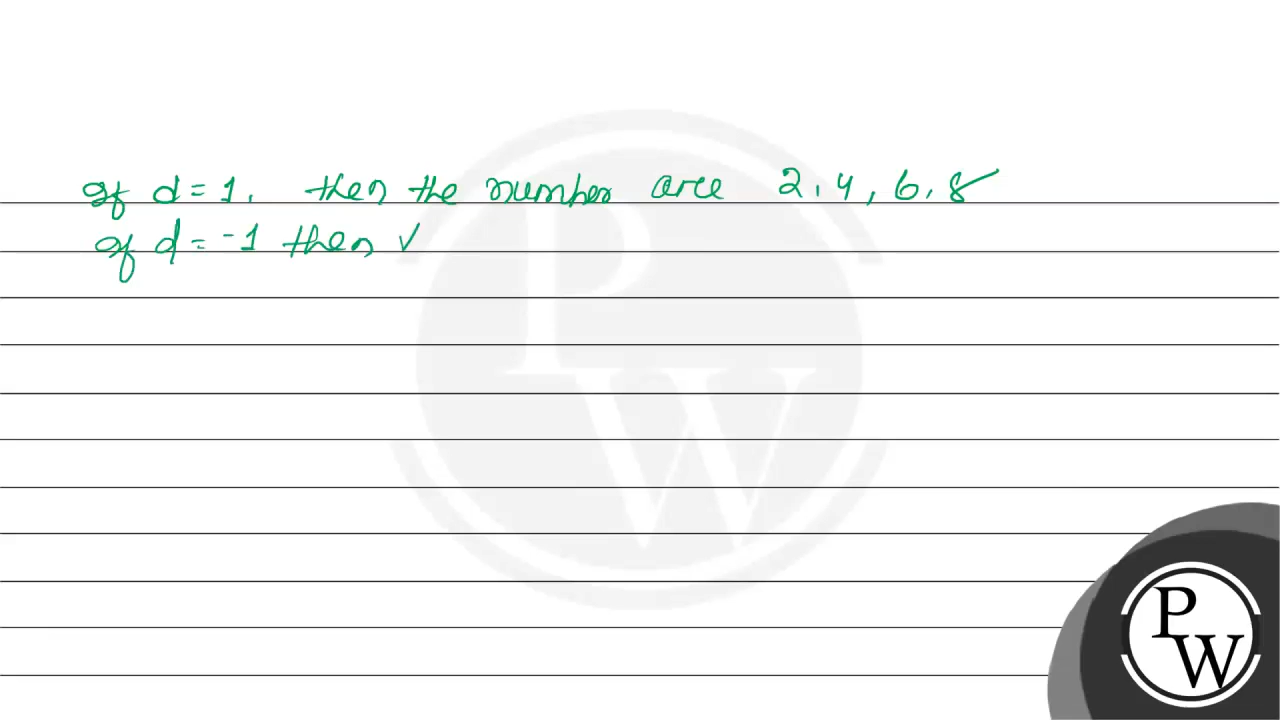 If d = 1, then the number are 2, 4, 6, 8
If d = -1 then
P
W
P
W